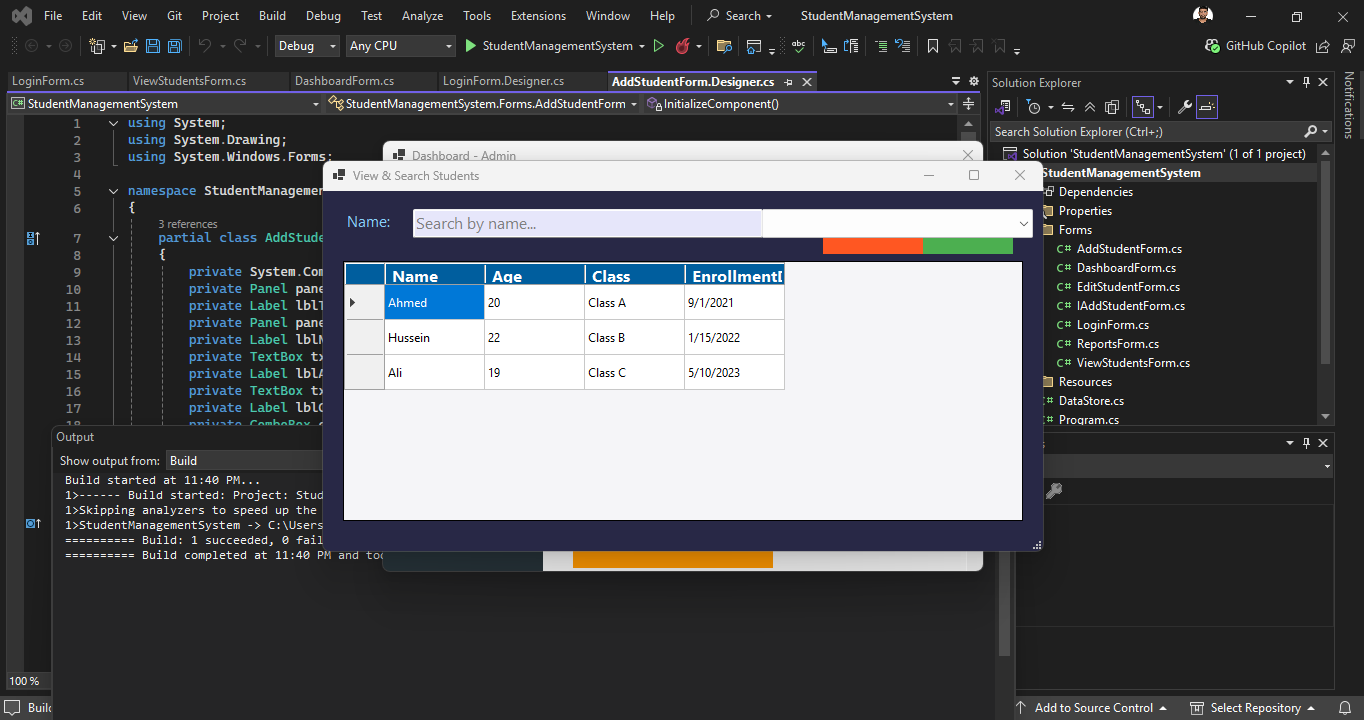 File Edit View Git Project Build Debug Test Analyze Tools Extensions Window Help Search StudentManagementSystem
Debug Any CPU StudentManagementSystem GitHub Copilot
LoginForm.cs ViewStudentsForm.cs DashboardForm.cs LoginForm.Designer.cs AddStudentForm.Designer.cs
StudentManagementSystem StudentManagementSystem.Forms.AddStudentForm InitializeComponent()
1 using System;
2 using System.Drawing;
3 using System.Windows.Forms;
4
5 namespace StudentManagemen
6 {
3 references
7 partial class AddStud
8 {
9 private System.Com
10 private Panel pane
11 private Label lblT
12 private Panel pane
13 private Label lblN
14 private TextBox tx
15 private Label lblA
16 private TextBox tx
17 private Label lblC
18 private ComboBox
100 %
Dashboard - Admin
View & Search Students
Name: Search by name...
Name Age Class Enrollment
Ahmed 20 Class A 9/1/2021
Hussein 22 Class B 1/15/2022
Ali 19 Class C 5/10/2023
Output
Show output from: Build
Build started at 11:40 PM...
1>------ Build started: Project: Stud
1>Skipping analyzers to speed up the
1>StudentManagementSystem -> C:\Users
========== Build: 1 succeeded, 0 fail
========== Build completed at 11:40 PM and too
Solution Explorer
Search Solution Explorer (Ctrl+;)
Solution 'StudentManagementSystem' (1 of 1 project)
StudentManagementSystem
Dependencies
Properties
Forms
C# AddStudentForm.cs
C# DashboardForm.cs
C# EditStudentForm.cs
C# IAddStudentForm.cs
C# LoginForm.cs
C# ReportsForm.cs
C# ViewStudentsForm.cs
Resources
DataStore.cs
Program.cs
Notifications
Build
Add to Source Control Select Repository